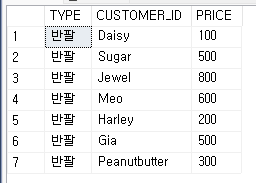 TYPE CUSTOMER_ID PRICE
1 반팔 Daisy 100
2 반팔 Sugar 500
3 반팔 Jewel 800
4 반팔 Meo 600
5 반팔 Harley 200
6 반팔 Gia 500
7 반팔 Peanutbutter 300